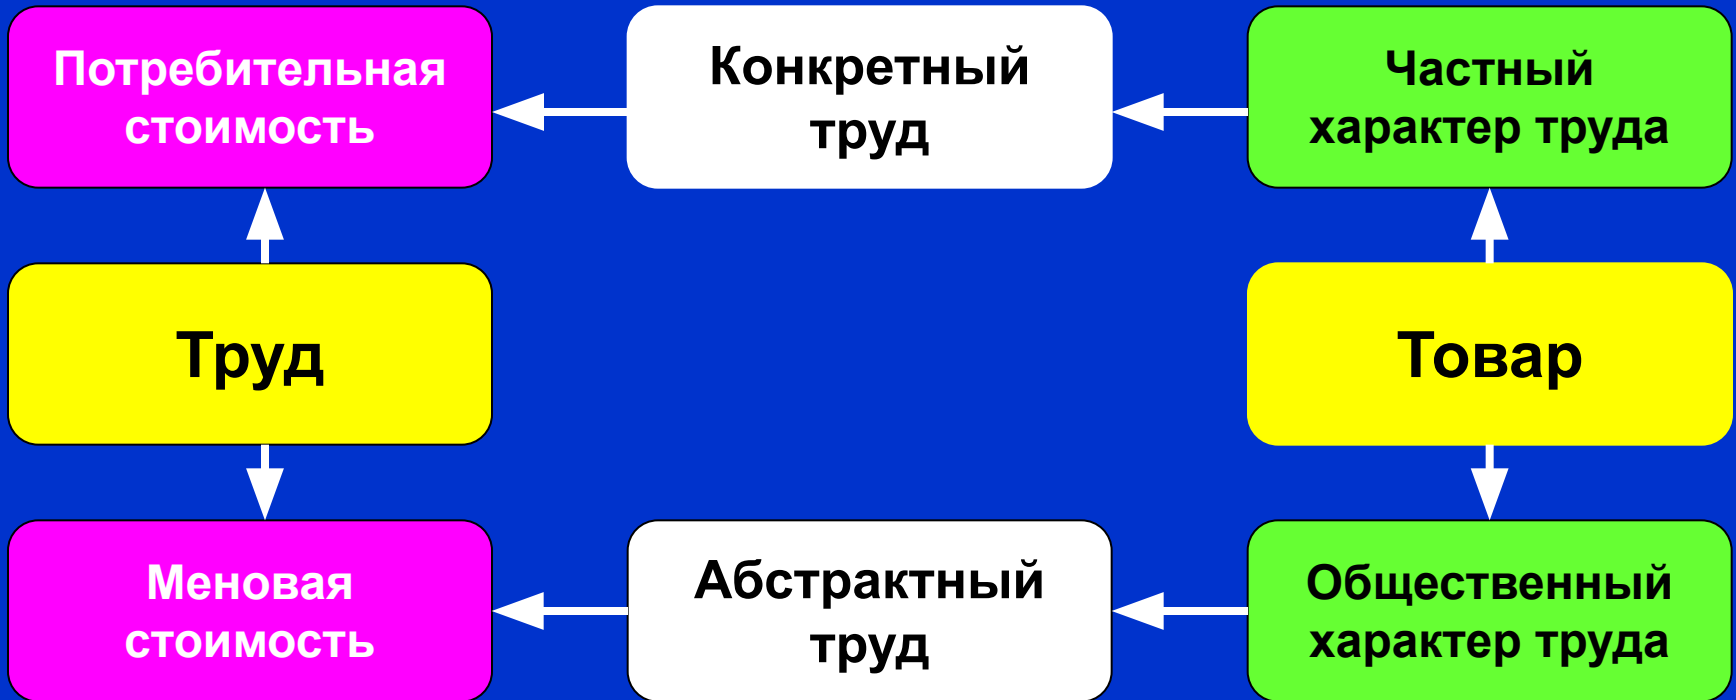 Потребительная
стоимость
Конкретный
труд
Частный
характер труда
Труд
Товар
Меновая
стоимость
Абстрактный
труд
Общественный
характер труда